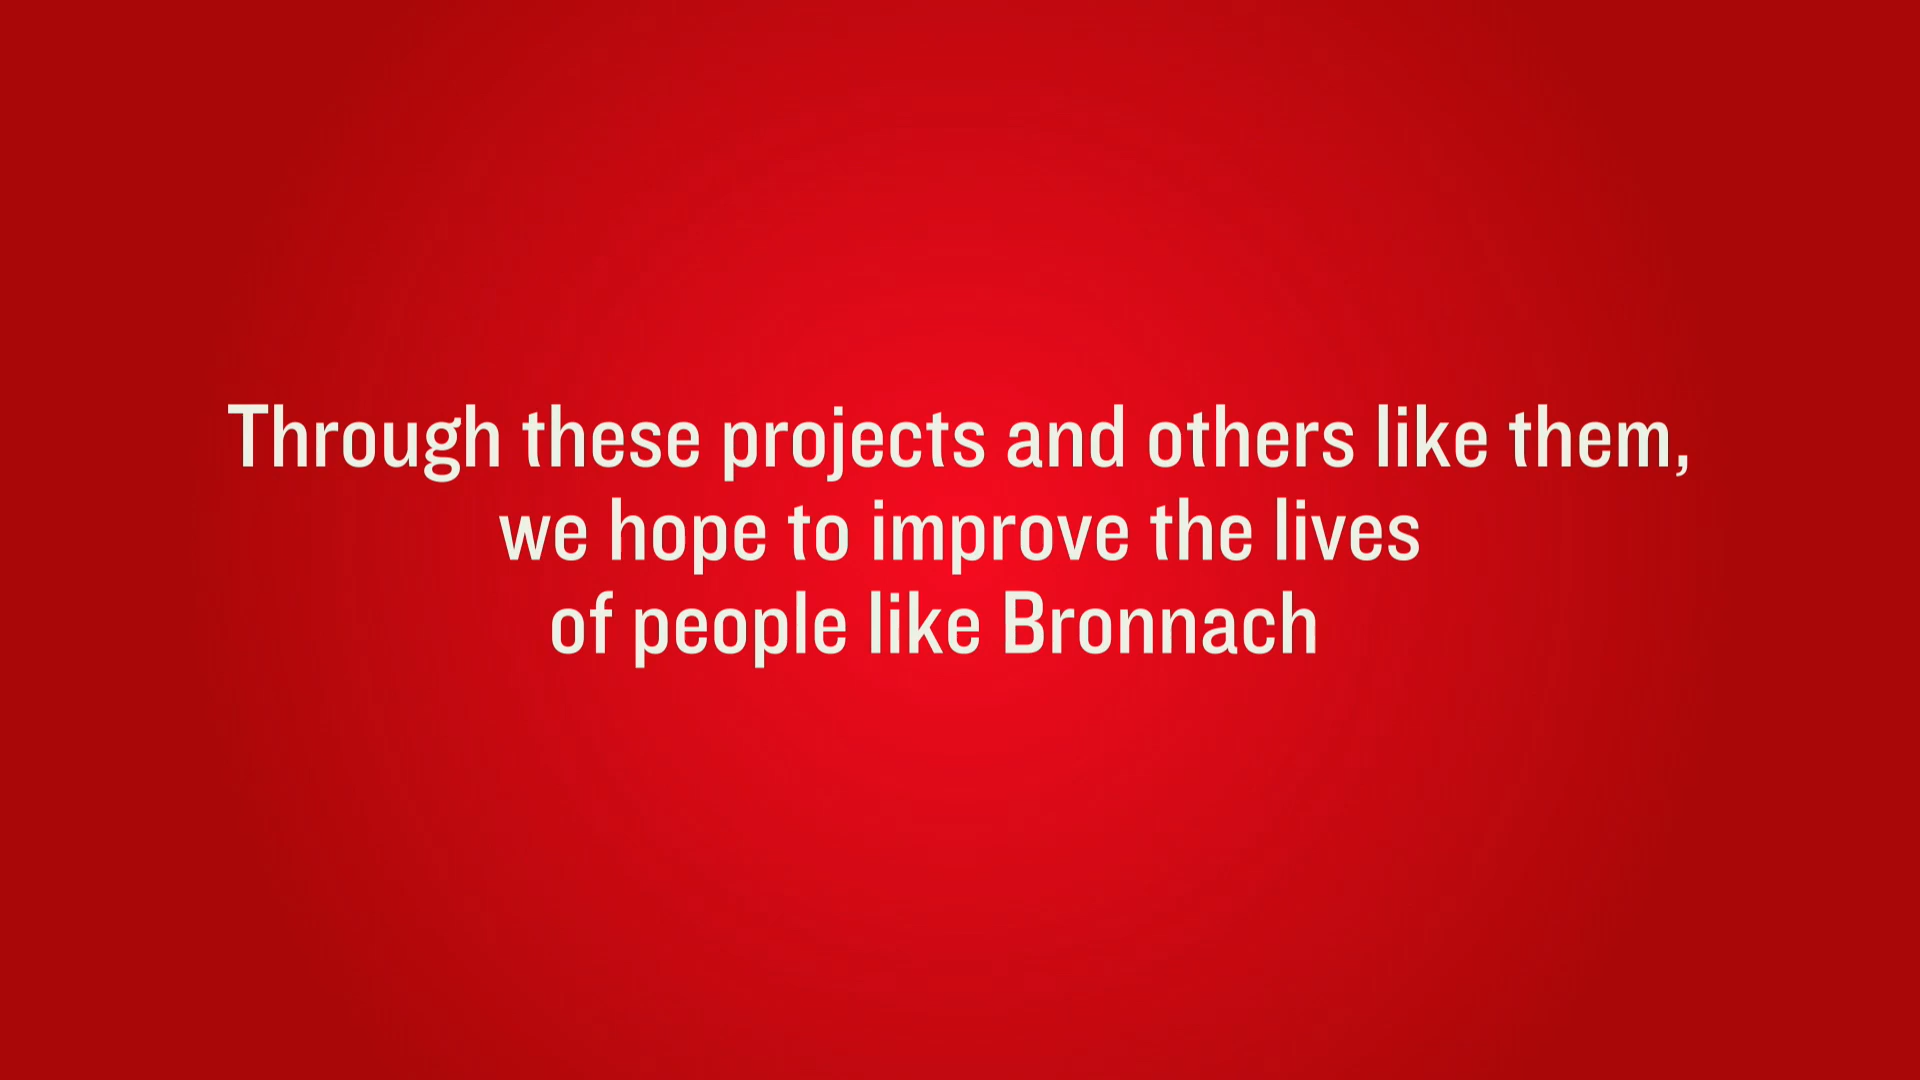 Through these projects and others like them,
we hope to improve the lives
of people like Bronnach